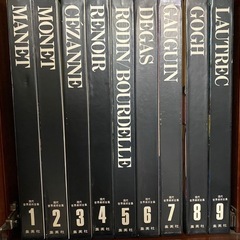 MANET
MONET
CEZANNE
RENOIR
RODIN BOURDELLE
DEGAS
GAUGUIN
GOGH
LAUTREC
1
2
3
4
5
6
7
8
9
集英社
集英社
集英社
集英社
集英社
集英社
集英社
集英社
集英社